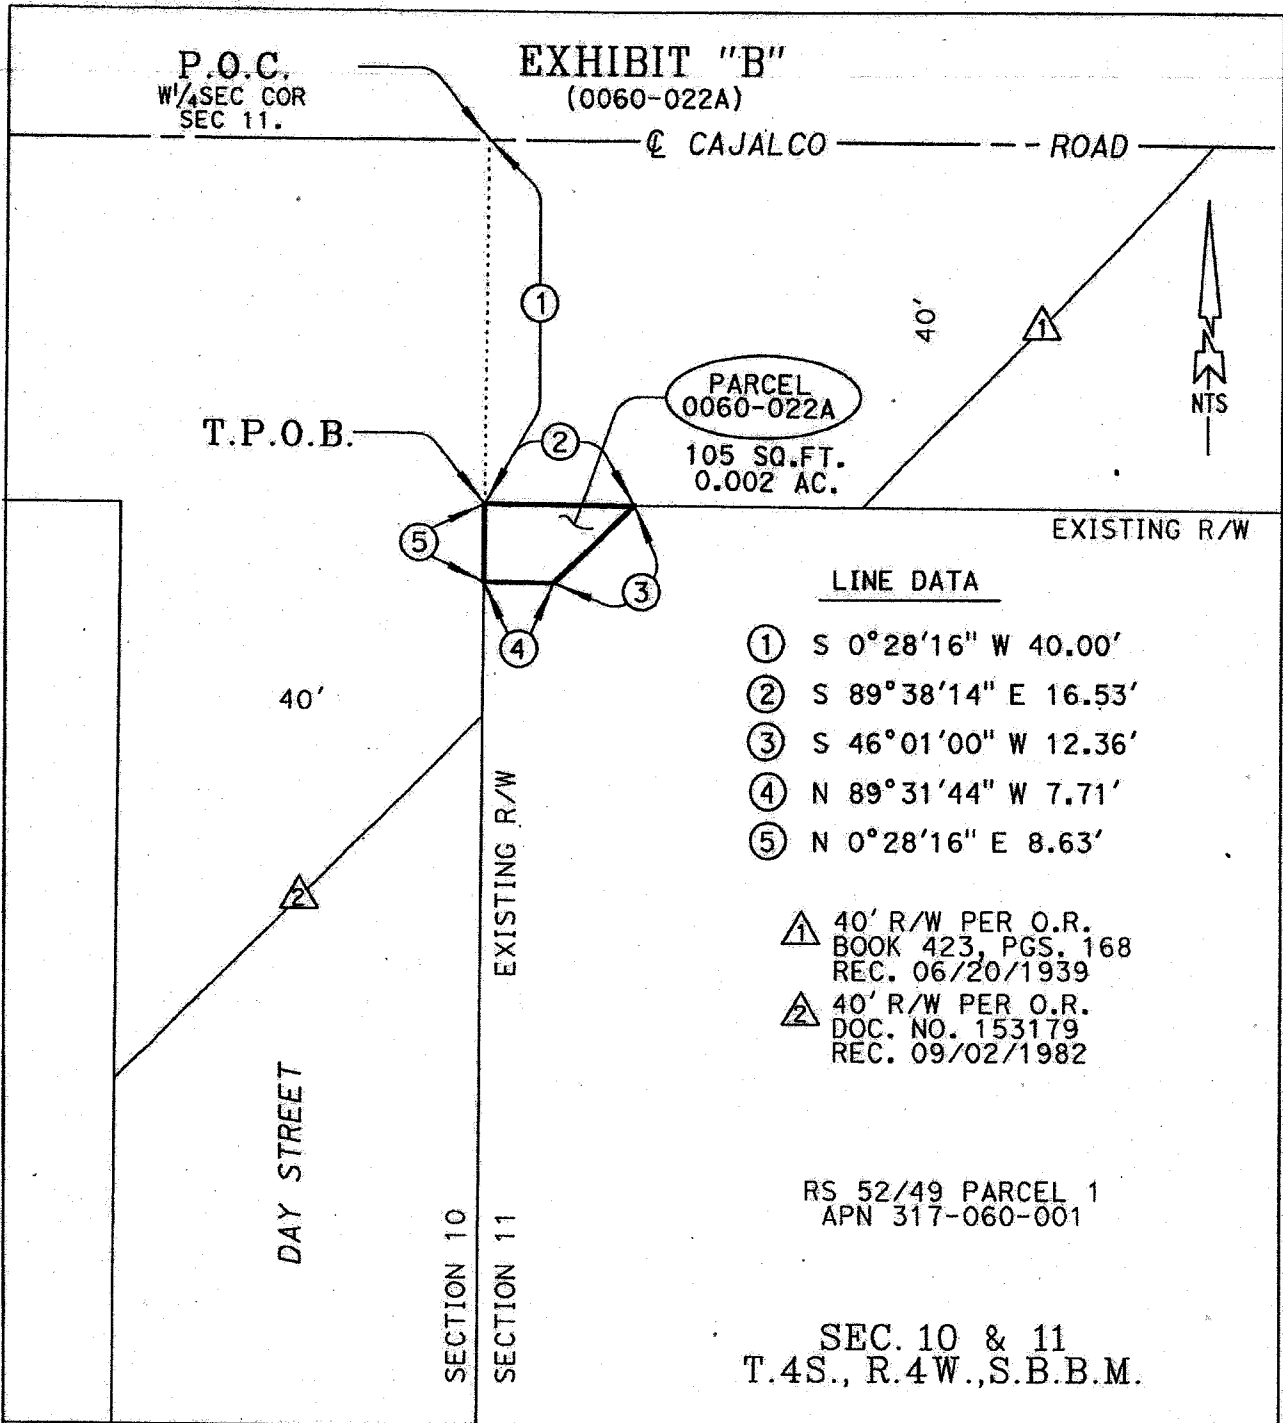 EXHIBIT "B"
(0060-022A)
P.O.C.
W1/4SEC COR
SEC 11.
℄ CAJALCO ROAD
1
40'
1
NTS
PARCEL
0060-022A
105 SQ.FT.
0.002 AC.
T.P.O.B.
2
5
3
4
EXISTING R/W
LINE DATA
1 S 0°28'16" W 40.00'
2 S 89°38'14" E 16.53'
3 S 46°01'00" W 12.36'
4 N 89°31'44" W 7.71'
5 N 0°28'16" E 8.63'
40'
2
EXISTING R/W
1 40' R/W PER O.R.
BOOK 423, PGS. 168
REC. 06/20/1939
2 40' R/W PER O.R.
DOC. NO. 153179
REC. 09/02/1982
DAY STREET
SECTION 10
SECTION 11
RS 52/49 PARCEL 1
APN 317-060-001
SEC. 10 & 11
T.4S., R.4W.,S.B.B.M.